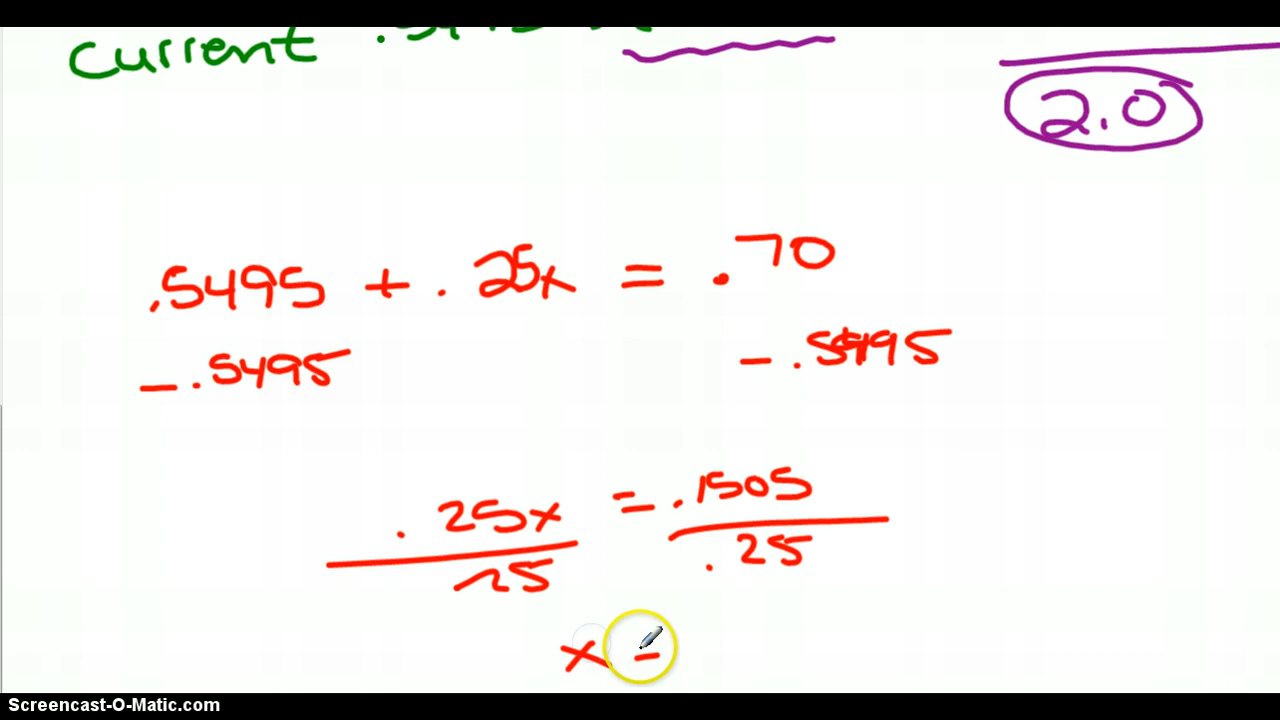 current
2.0
.5495 + .25x = .70
- .5495 - .5495
.25x = .1505
25 .25
x =
Screencast-O-Matic.com